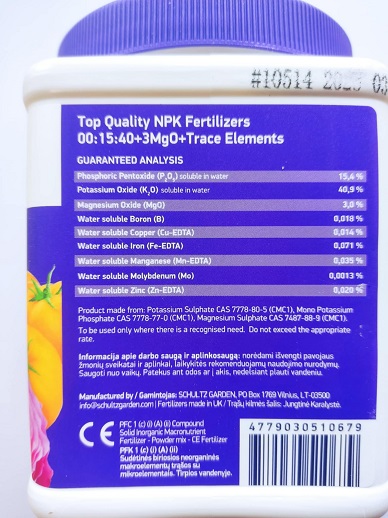 #10514 2023 03
Top Quality NPK Fertilizers
00:15:40+3MgO+Trace Elements
GUARANTEED ANALYSIS
Phosphoric Pentoxide (P₂O₅) soluble in water 15,4 %
Potassium Oxide (K₂O) soluble in water 40,9 %
Magnesium Oxide (MgO) 3,0 %
Water soluble Boron (B) 0,018 %
Water soluble Copper (Cu-EDTA) 0,014 %
Water soluble Iron (Fe-EDTA) 0,071 %
Water soluble Manganese (Mn-EDTA) 0,035 %
Water soluble Molybdenum (Mo) 0,0013 %
Water soluble Zinc (Zn-EDTA) 0,020 %
Product made from: Potassium Sulphate CAS 7778-80-5 (CMC1), Mono Potassium
Phosphate CAS 7778-77-0 (CMC1), Magnesium Sulphate CAS 7487-88-9 (CMC1).
To be used only where there is a recognised need. Do not exceed the appropriate
rate.
Informacija apie darbo saugą ir aplinkosaugą: norėdami išvengti pavojaus
žmonių sveikatai ir aplinkai, laikykitės rekomenduojamų naudojimo nurodymų.
Saugoti nuo vaikų. Patekus ant odos ar į akis, nedelsiant plauti vandeniu.
Manufactured by / Gamintojas: SCHULTZ GARDEN, PO Box 1769 Vilnius, LT-03500
info@schultzgarden.com | Fertilizers made in UK / Trąšų kilmės šalis: Jungtinė Karalystė.
CE
PFC 1 (c) (i) (A) (ii) Compound
Solid Inorganic Macronutrient
Fertilizer - Powder mix - CE Fertilizer
PFK 1 (c) (i) (A) (ii)
Sudėtinės biriosios neorganinės
makroelementų trąšos su
mikroelementais. Tirpios vandenyje.
4779030510679